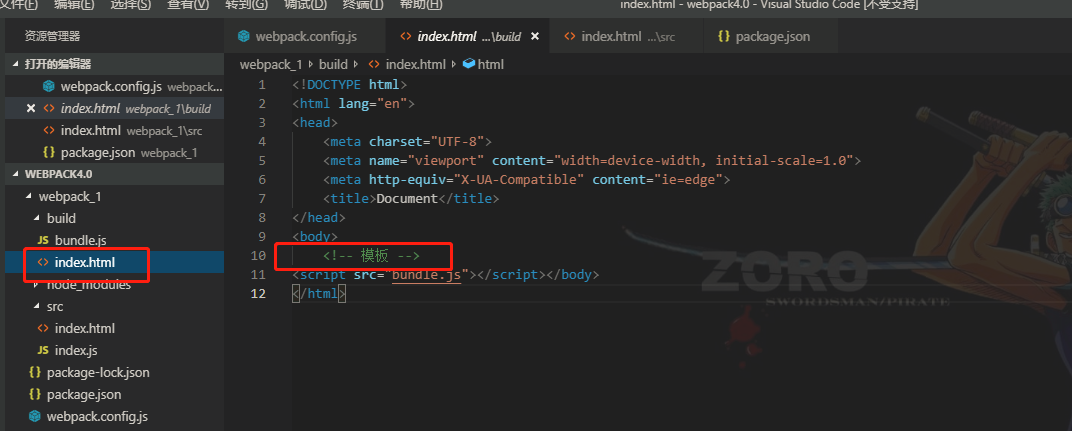 文件(F) 编辑(E) 选择(S) 查看(V) 转到(G) 调试(D) 终端(T) 帮助(H) index.html - webpack4.0 - Visual Studio Code [不受支持]
资源管理器
webpack.config.js
index.html ...\build
index.html ...\src
package.json
打开的编辑器
webpack.config.js webpack...
index.html webpack_1\build
index.html webpack_1\src
package.json webpack_1
WEBPACK4.0
webpack_1
build
JS bundle.js
index.html
node_modules
src
index.html
JS index.js
package-lock.json
package.json
webpack.config.js
webpack_1 build index.html html
1 <!DOCTYPE html>
2 <html lang="en">
3 <head>
4 <meta charset="UTF-8">
5 <meta name="viewport" content="width=device-width, initial-scale=1.0">
6 <meta http-equiv="X-UA-Compatible" content="ie=edge">
7 <title>Document</title>
8 </head>
9 <body>
10 <!-- 模板 -->
11 <script src="bundle.js"></script></body>
12 </html>
ZORO
SWORDSMAN/PIRATE